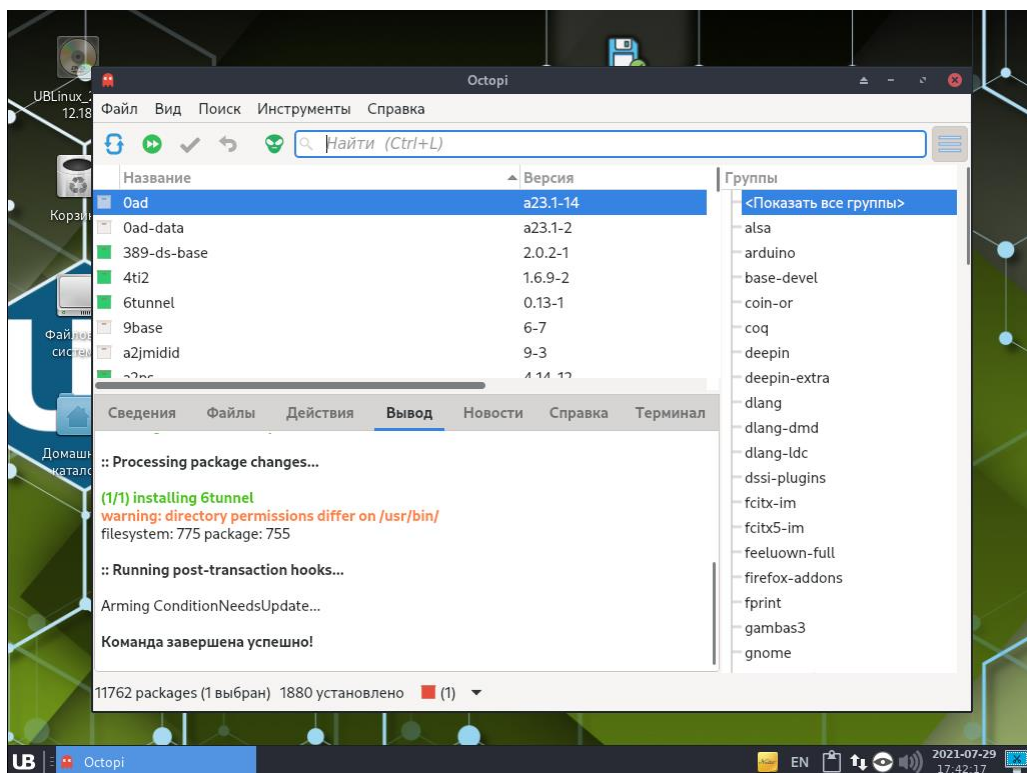 UBLinux_2
12.18
Корзин
Файлов
систем
Домашн
катало
Octopi
Файл Вид Поиск Инструменты Справка
Найти (Ctrl+L)
Название Версия
0ad a23.1-14
0ad-data a23.1-2
389-ds-base 2.0.2-1
4ti2 1.6.9-2
6tunnel 0.13-1
9base 6-7
a2jmidid 9-3
a2ps 4.14-12
Группы
<Показать все группы>
alsa
arduino
base-devel
coin-or
coq
deepin
deepin-extra
dlang
dlang-dmd
dlang-ldc
dssi-plugins
fcitx-im
fcitx5-im
feeluown-full
firefox-addons
fprint
gambas3
gnome
Сведения Файлы Действия Вывод Новости Справка Терминал
:: Processing package changes...
(1/1) installing 6tunnel
warning: directory permissions differ on /usr/bin/
filesystem: 775 package: 755
:: Running post-transaction hooks...
Arming ConditionNeedsUpdate...
Команда завершена успешно!
11762 packages (1 выбран) 1880 установлено (1)
UB Octopi EN 2021-07-29
17:42:17